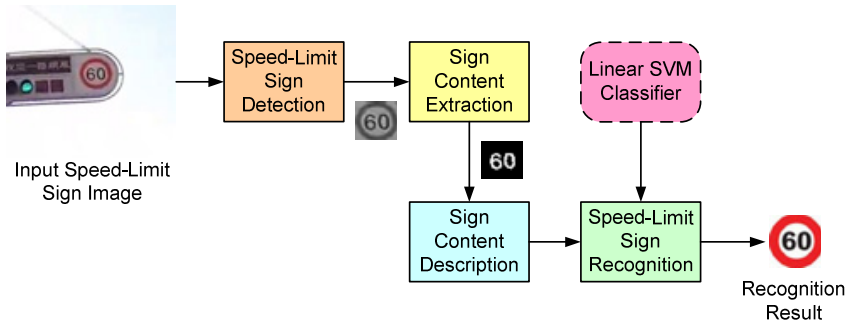 60
Input Speed-Limit
Sign Image
Speed-Limit
Sign
Detection
60
Sign
Content
Extraction
60
Sign
Content
Description
Linear SVM
Classifier
Speed-Limit
Sign
Recognition
60
Recognition
Result